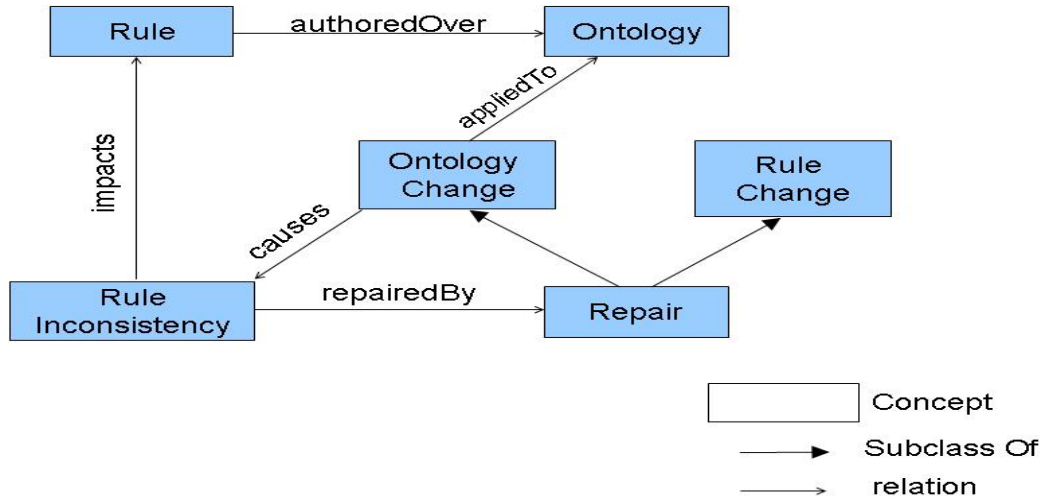 Rule
authoredOver
Ontology
appliedTo
Ontology
Change
Rule
Change
impacts
causes
Rule
Inconsistency
repairedBy
Repair
Concept
Subclass Of
relation